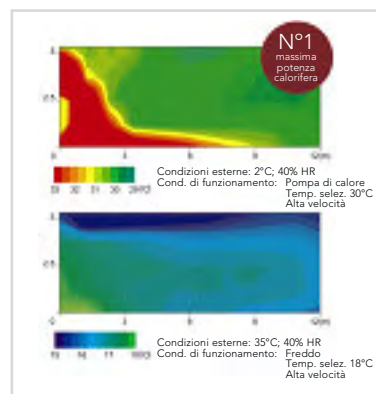 N°1
massima
potenza
calorifera
Condizioni esterne: 2°C; 40% HR
Cond. di funzionamento: Pompa di calore
Temp. selez. 30°C
Alta velocità
Condizioni esterne: 35°C; 40% HR
Cond. di funzionamento: Freddo
Temp. selez. 18°C
Alta velocità